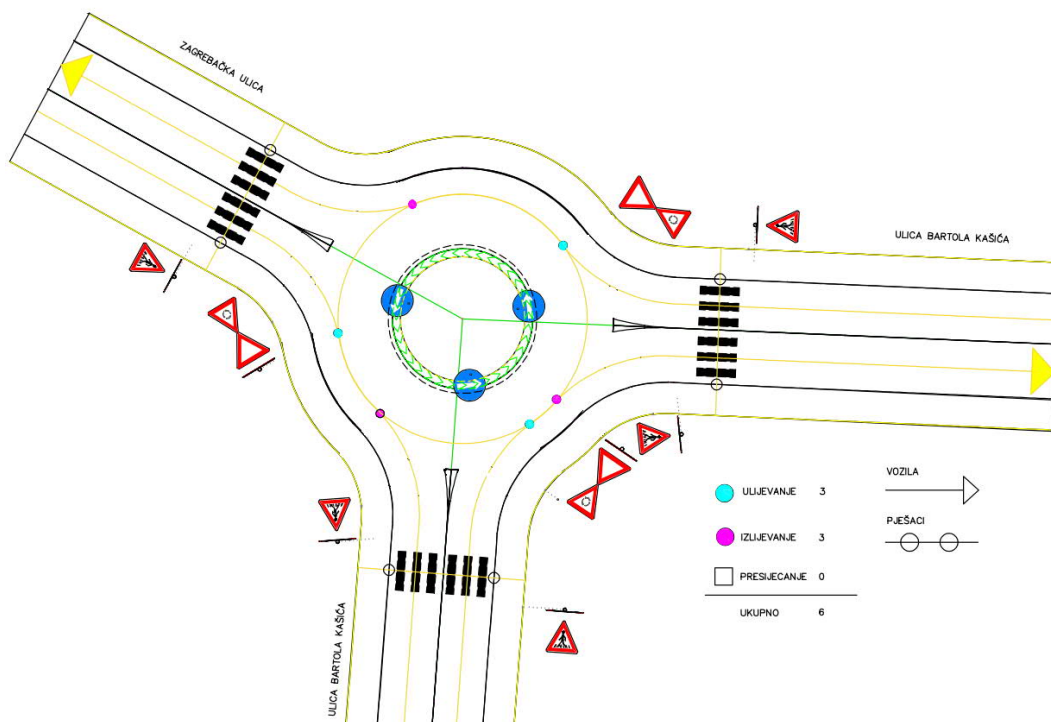 ZAGREBAČKA ULICA
ULICA BARTOLA KAŠIĆA
ULIJEVANJE 3
IZLIJEVANJE 3
PRESIJECANJE 0
UKUPNO 6
VOZILA
PJEŠACI
ULICA BARTOLA KAŠIĆA